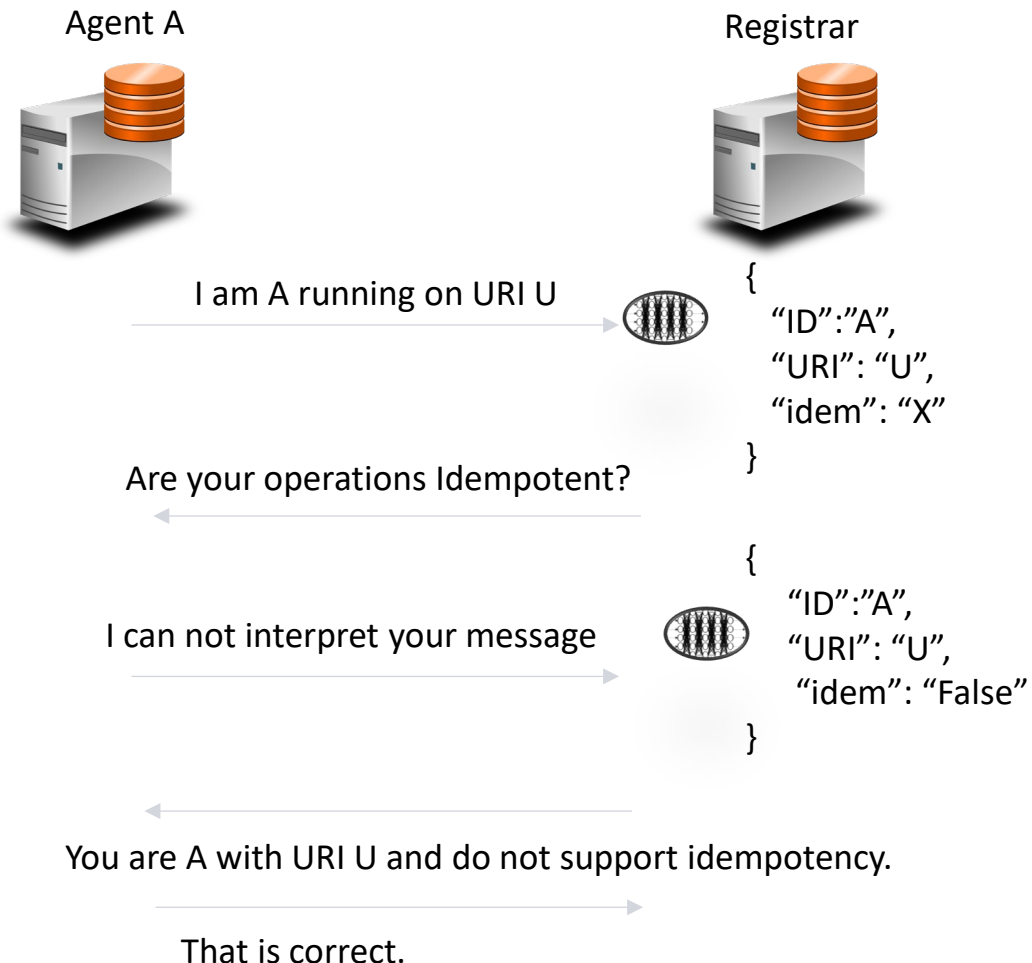 Agent A
Registrar
I am A running on URI U
{
“ID”:”A”,
“URI”: “U”,
“idem”: “X”
}
Are your operations Idempotent?
{
“ID”:”A”,
“URI”: “U”,
“idem”: “False”
}
I can not interpret your message
You are A with URI U and do not support idempotency.
That is correct.